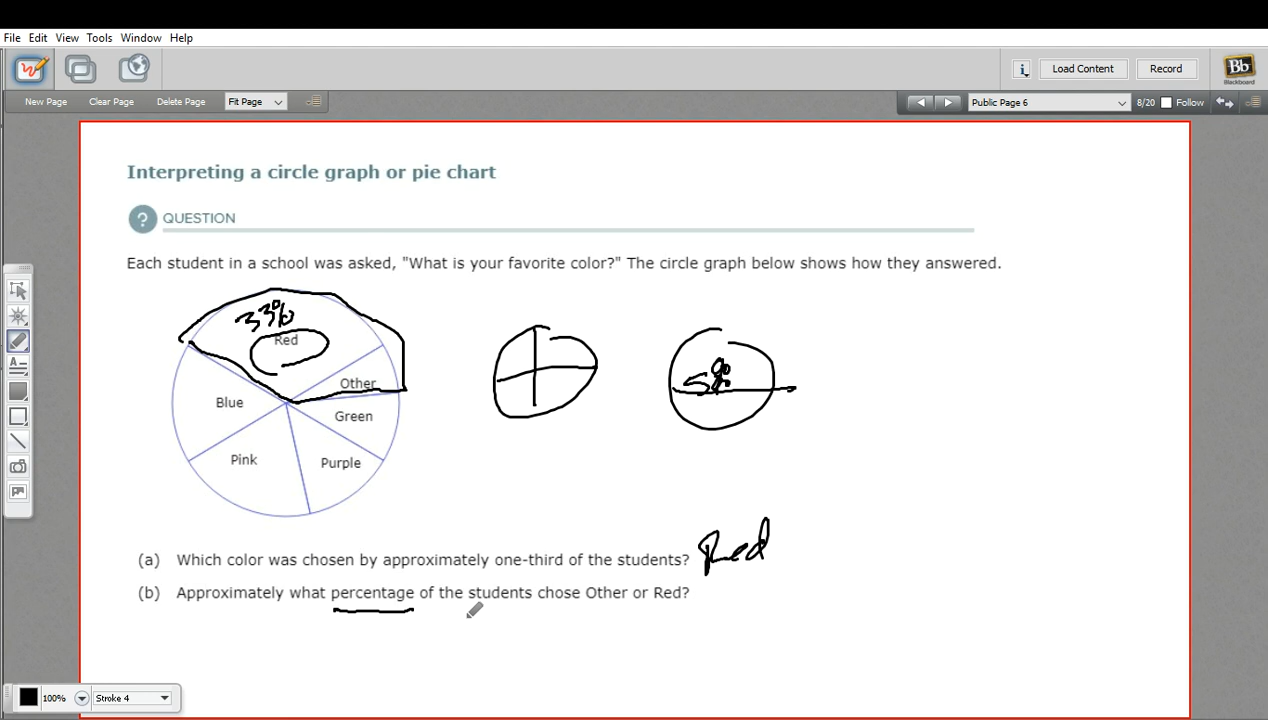 File Edit View Tools Window Help
i Load Content Record Bb
Blackboard
New Page Clear Page Delete Page Fit Page Public Page 6 8/20 Follow
Interpreting a circle graph or pie chart
? QUESTION
Each student in a school was asked, "What is your favorite color?" The circle graph below shows how they answered.
33%
Red
Other
Blue
Green
Pink
Purple
(a) Which color was chosen by approximately one-third of the students? Red
(b) Approximately what percentage of the students chose Other or Red?
100% Stroke 4